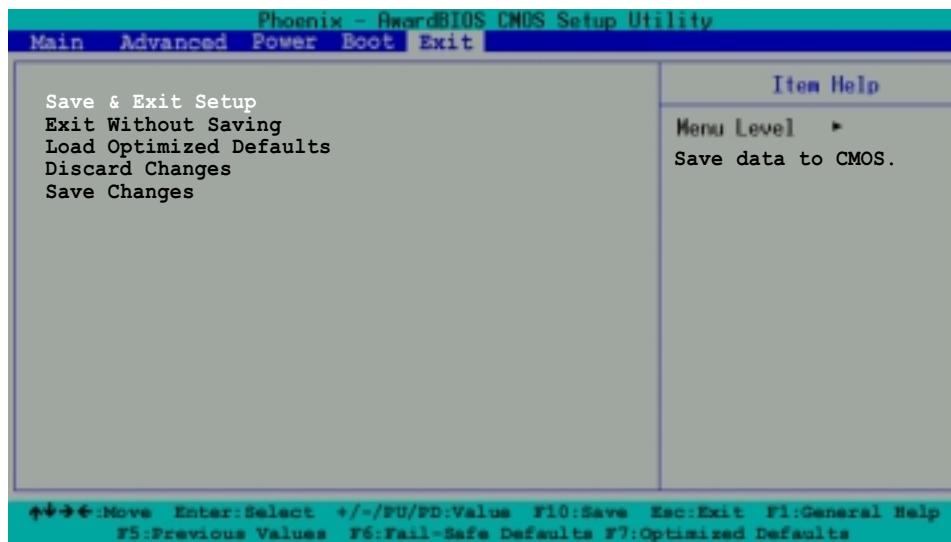 Phoenix - AwardBIOS CMOS Setup Utility
Main Advanced Power Boot Exit
Save & Exit Setup
Exit Without Saving
Load Optimized Defaults
Discard Changes
Save Changes
Item Help
Menu Level ►
Save data to CMOS.
↑↓→←:Move Enter:Select +/-/PU/PD:Value F10:Save Esc:Exit F1:General Help
F5:Previous Values F6:Fail-Safe Defaults F7:Optimized Defaults